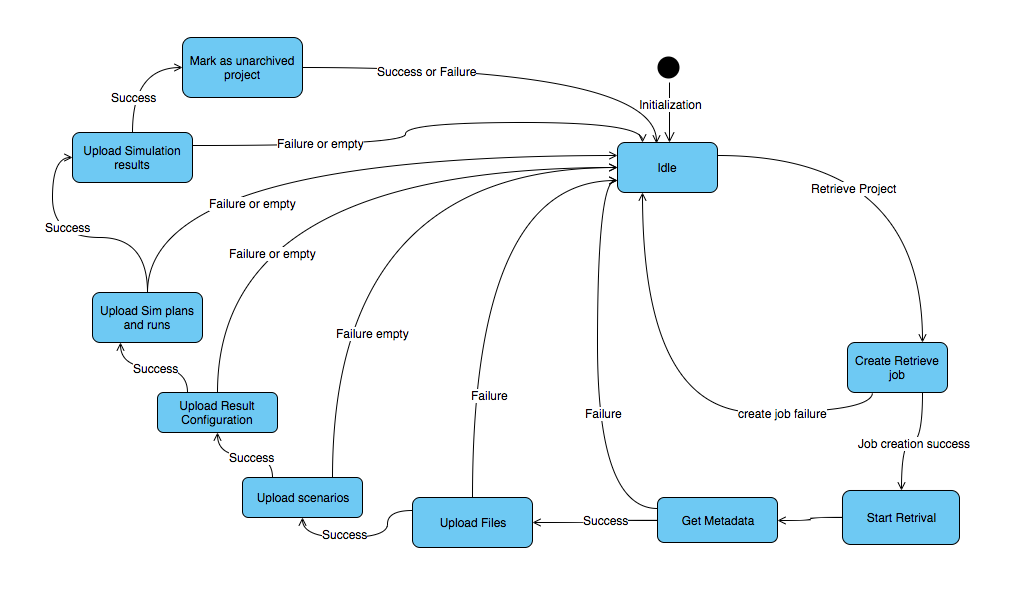 Mark as unarchived
project
Success or Failure
Initialization
Success
Upload Simulation
results
Failure or empty
Idle
Retrieve Project
Failure or empty
Success
Failure or empty
Upload Sim plans
and runs
Failure empty
Create Retrieve
job
Success
Failure
Upload Result
Configuration
Failure
create job failure
Job creation success
Success
Upload scenarios
Start Retrival
Success
Get Metadata
Upload Files
Success